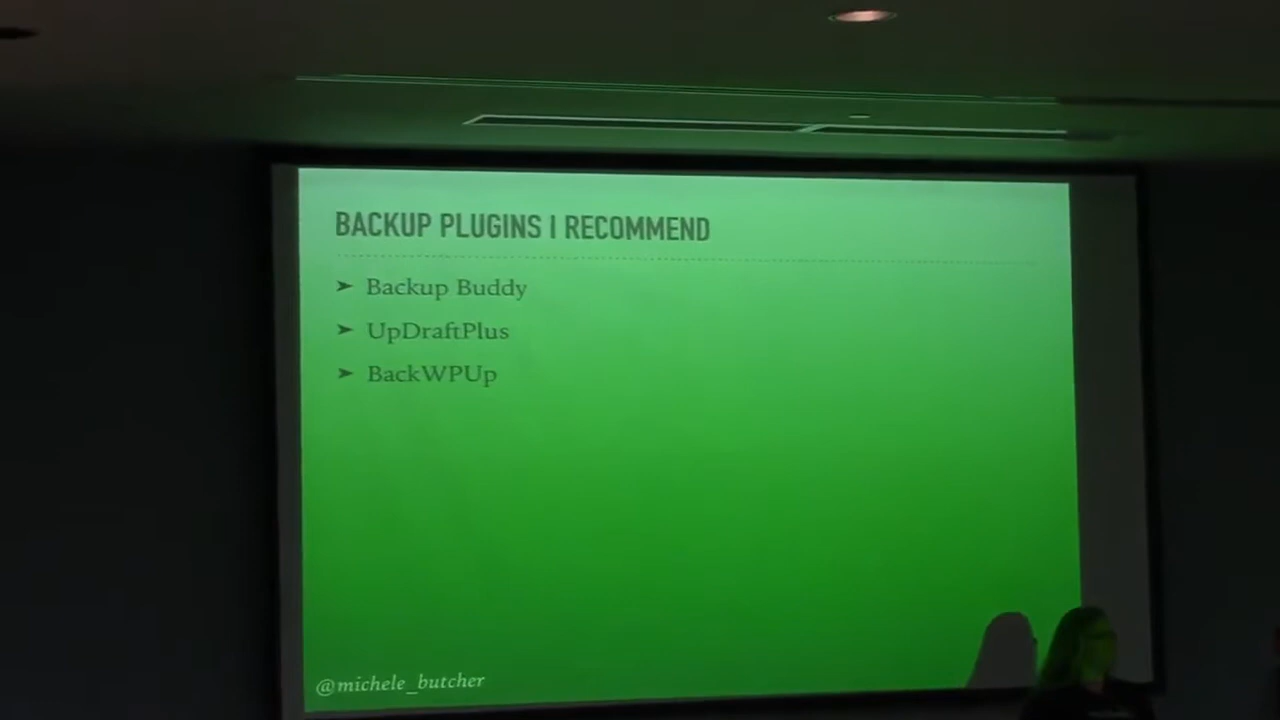 BACKUP PLUGINS I RECOMMEND
➤ Backup Buddy
➤ UpDraftPlus
➤ BackWPUp
@michele_butcher